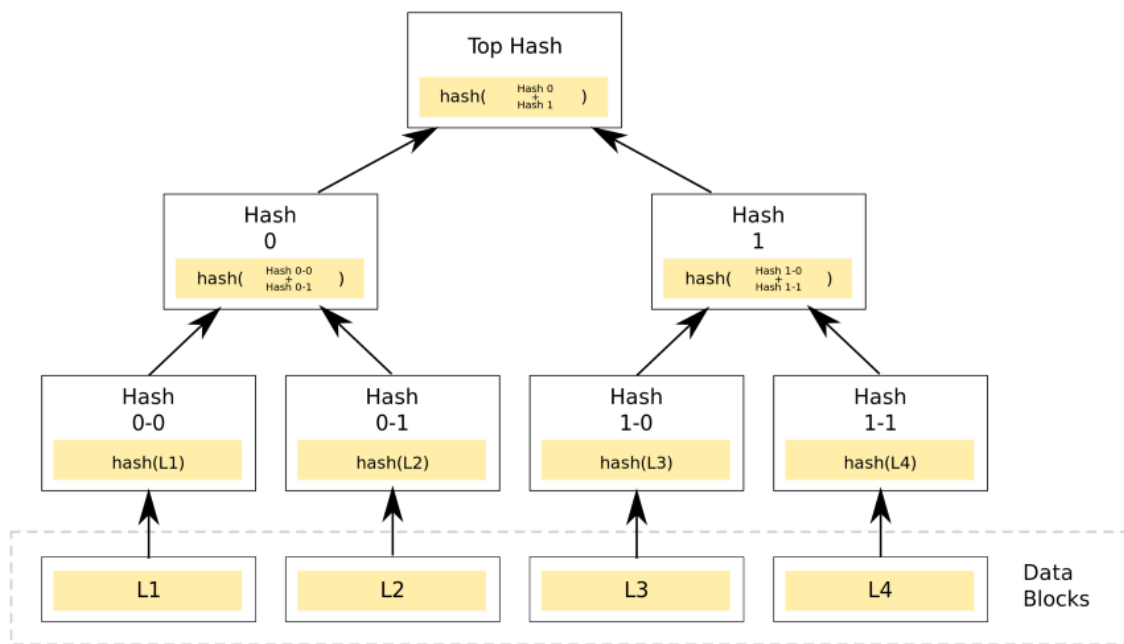 Top Hash
hash( Hash 0 + Hash 1 )
Hash
0
hash( Hash 0-0 + Hash 0-1 )
Hash
1
hash( Hash 1-0 + Hash 1-1 )
Hash
0-0
hash(L1)
Hash
0-1
hash(L2)
Hash
1-0
hash(L3)
Hash
1-1
hash(L4)
L1
L2
L3
L4
Data
Blocks